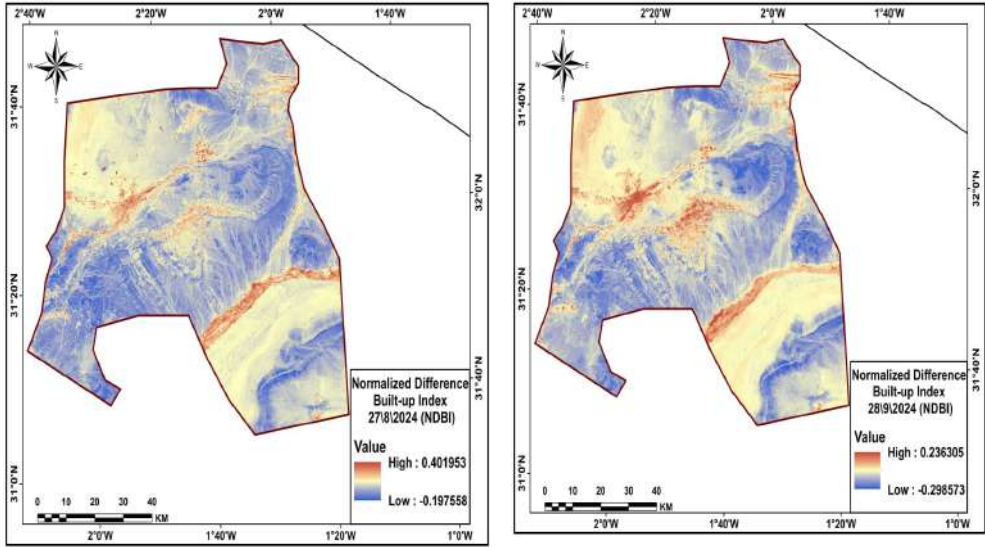 2°40'W 2°20'W 2°0'W 1°40'W
N
W E
S
31°40'N
32°0'N
31°20'N
31°40'N
31°0'N
Normalized Difference
Built-up Index
27\8\2024 (NDBI)
Value
High : 0.401953
Low : -0.197558
0 10 20 30 40
KM
2°0'W 1°40'W 1°20'W 1°0'W
2°40'W 2°20'W 2°0'W 1°40'W
N
W E
S
31°40'N
32°0'N
31°20'N
31°40'N
31°0'N
Normalized Difference
Built-up Index
28\9\2024 (NDBI)
Value
High : 0.236305
Low : -0.298573
0 10 20 30 40
KM
2°0'W 1°40'W 1°20'W 1°0'W